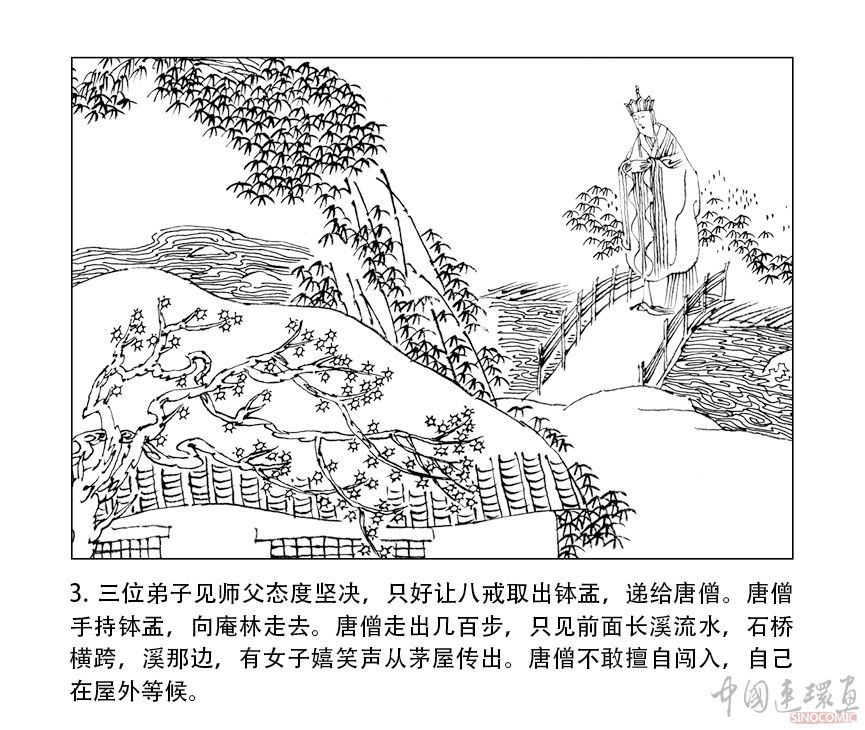 3. 三位弟子见师父态度坚决，只好让八戒取出钵盂，递给唐僧。唐僧
手持钵盂，向庵林走去。唐僧走出几百步，只见前面长溪流水，石桥
横跨，溪那边，有女子嬉笑声从茅屋传出。唐僧不敢擅自闯入，自己
在屋外等候。
中國連環畫
SINOCOMIC